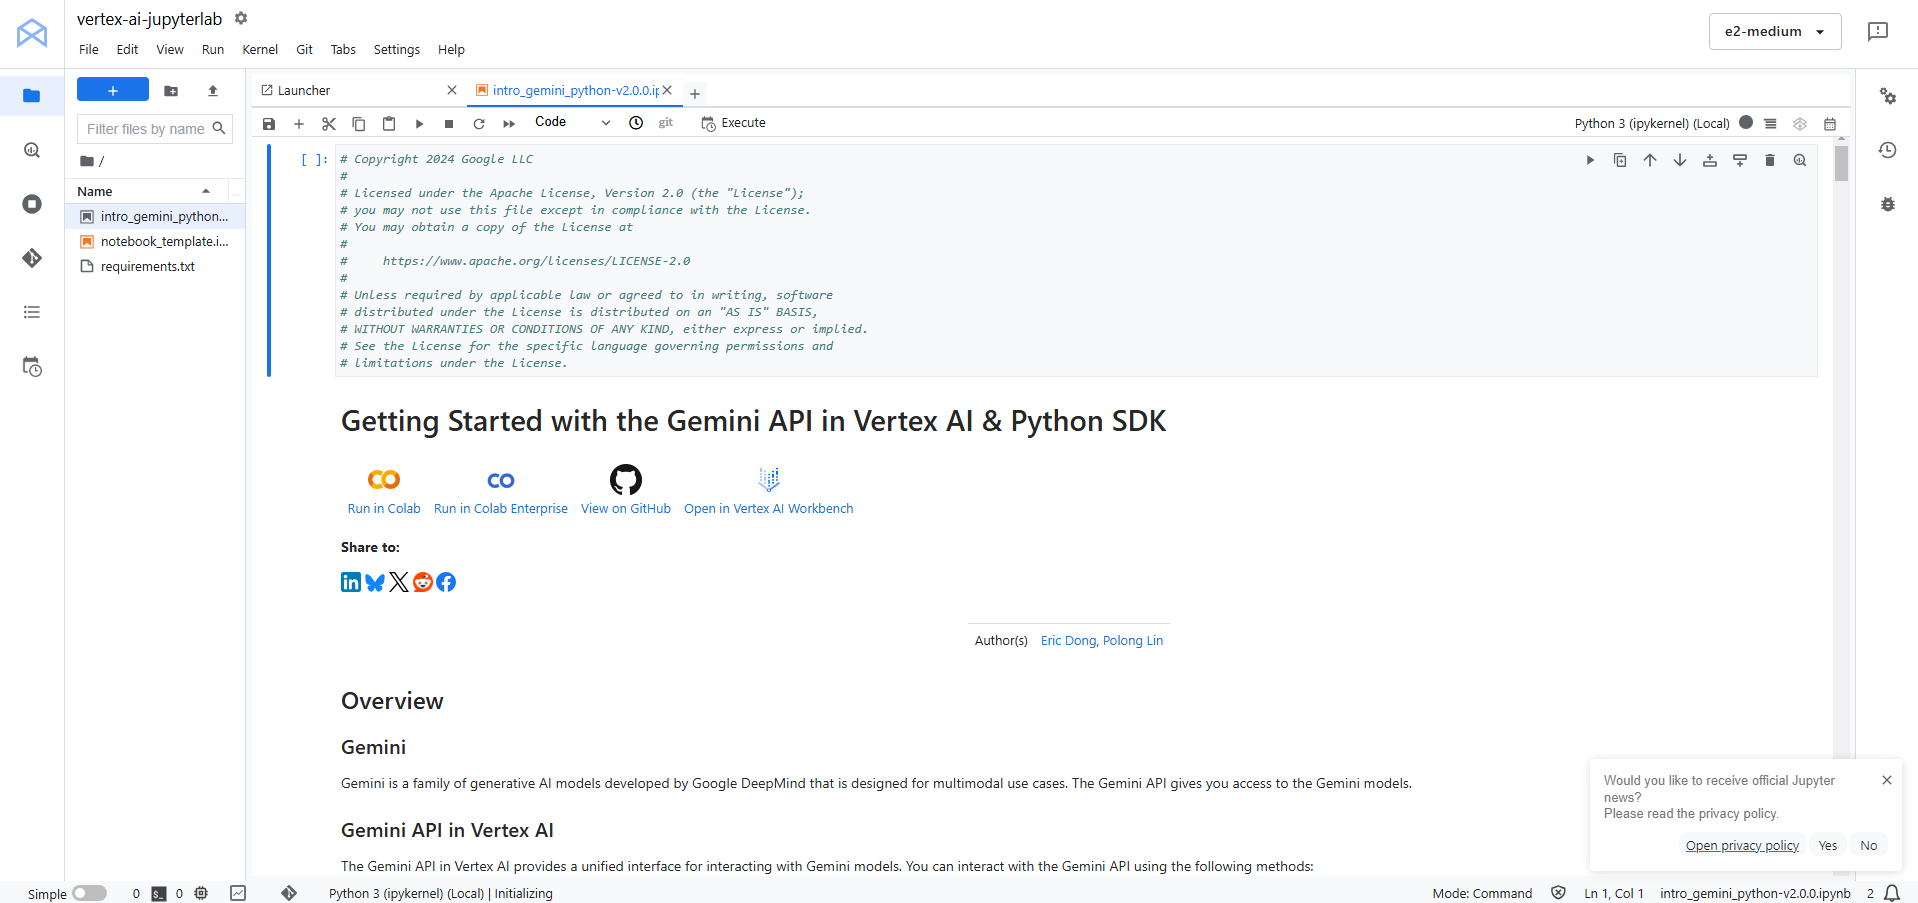 vertex-ai-jupyterlab
File Edit View Run Kernel Git Tabs Settings Help
e2-medium
Filter files by name
/
Name
intro_gemini_python...
notebook_template.i...
requirements.txt
Launcher
intro_gemini_python-v2.0.0.ip
Code
git
Execute
Python 3 (ipykernel) (Local)
[ ]:
# Copyright 2024 Google LLC
#
# Licensed under the Apache License, Version 2.0 (the "License");
# you may not use this file except in compliance with the License.
# You may obtain a copy of the License at
#
#     https://www.apache.org/licenses/LICENSE-2.0
#
# Unless required by applicable law or agreed to in writing, software
# distributed under the License is distributed on an "AS IS" BASIS,
# WITHOUT WARRANTIES OR CONDITIONS OF ANY KIND, either express or implied.
# See the License for the specific language governing permissions and
# limitations under the License.
Getting Started with the Gemini API in Vertex AI & Python SDK
Run in Colab Run in Colab Enterprise View on GitHub Open in Vertex AI Workbench
Share to:
Author(s) Eric Dong, Polong Lin
Overview
Gemini
Gemini is a family of generative AI models developed by Google DeepMind that is designed for multimodal use cases. The Gemini API gives you access to the Gemini models.
Gemini API in Vertex AI
The Gemini API in Vertex AI provides a unified interface for interacting with Gemini models. You can interact with the Gemini API using the following methods:
Would you like to receive official Jupyter
news?
Please read the privacy policy.
Open privacy policy Yes No
Simple 0 $_ 0 Python 3 (ipykernel) (Local) | Initializing Mode: Command Ln 1, Col 1 intro_gemini_python-v2.0.0.ipynb 2